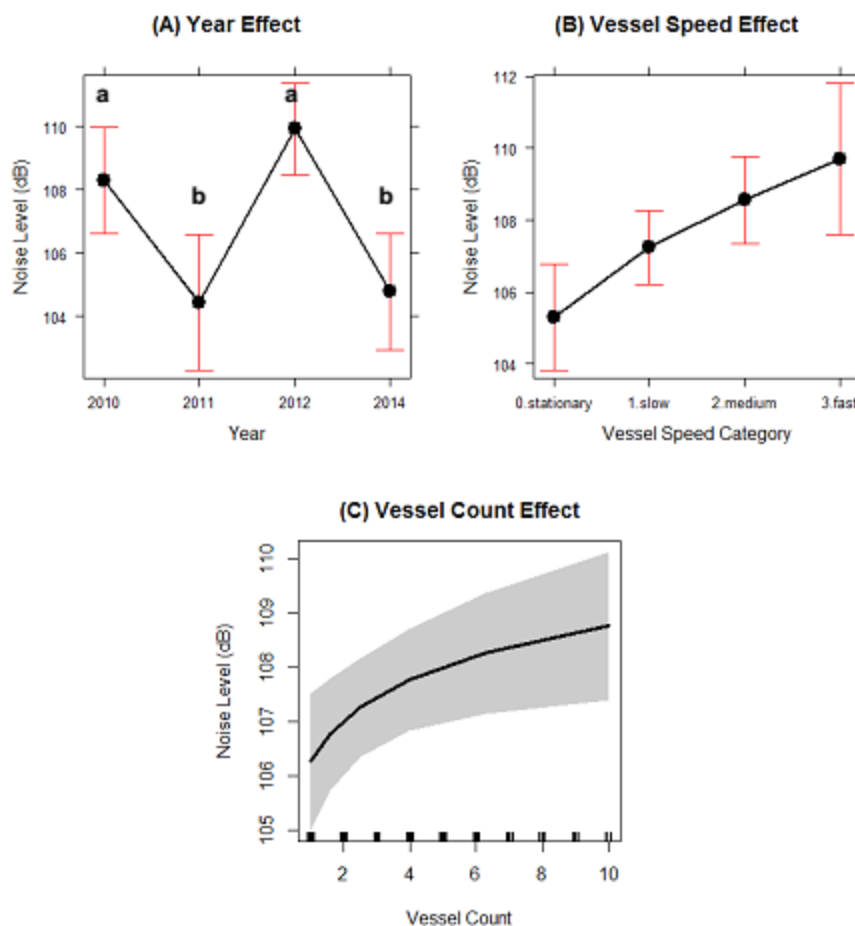 (A) Year Effect
a
a
b
b
110
108
106
104
Noise Level (dB)
2010 2011 2012 2014
Year
(B) Vessel Speed Effect
112
110
108
106
104
Noise Level (dB)
0.stationary 1.slow 2.medium 3.fast
Vessel Speed Category
(C) Vessel Count Effect
110
109
108
107
106
105
Noise Level (dB)
2 4 6 8 10
Vessel Count